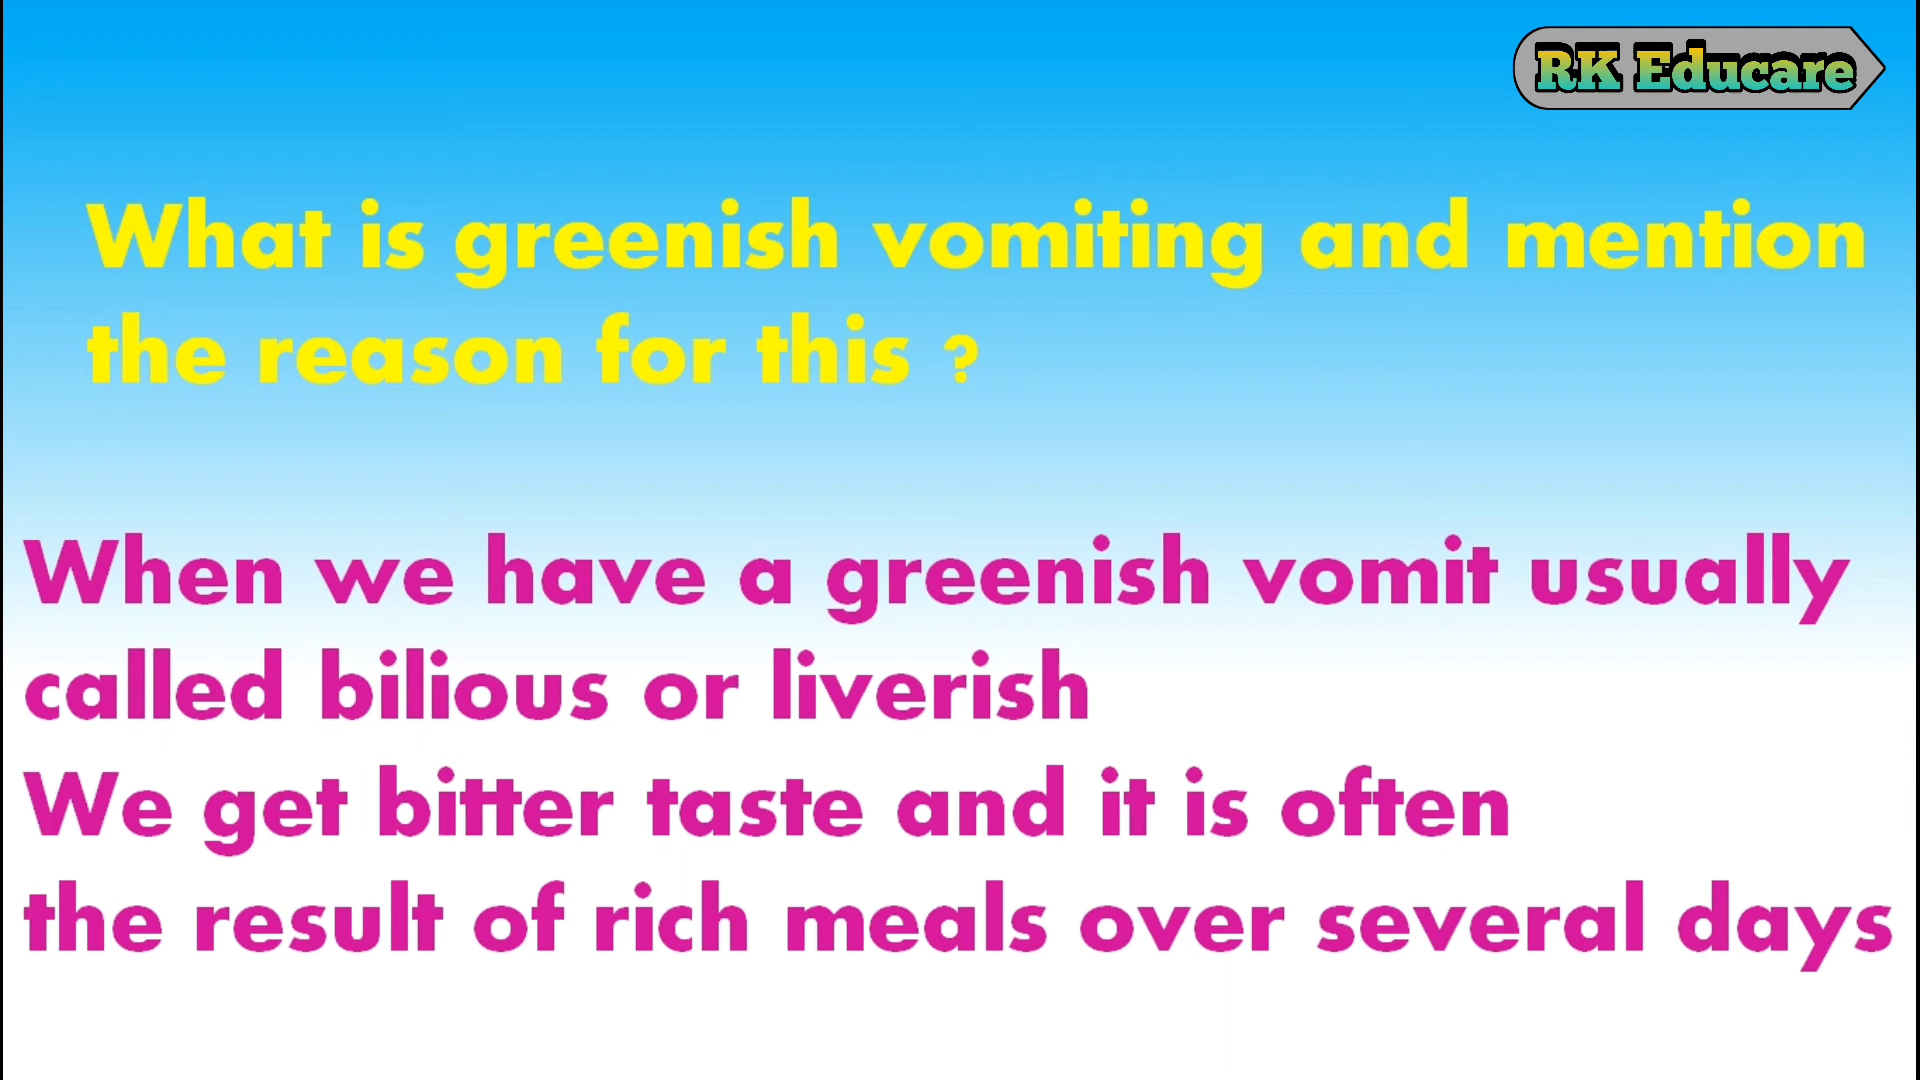 RK Educare
What is greenish vomiting and mention
the reason for this ?
When we have a greenish vomit usually
called bilious or liverish
We get bitter taste and it is often
the result of rich meals over several days